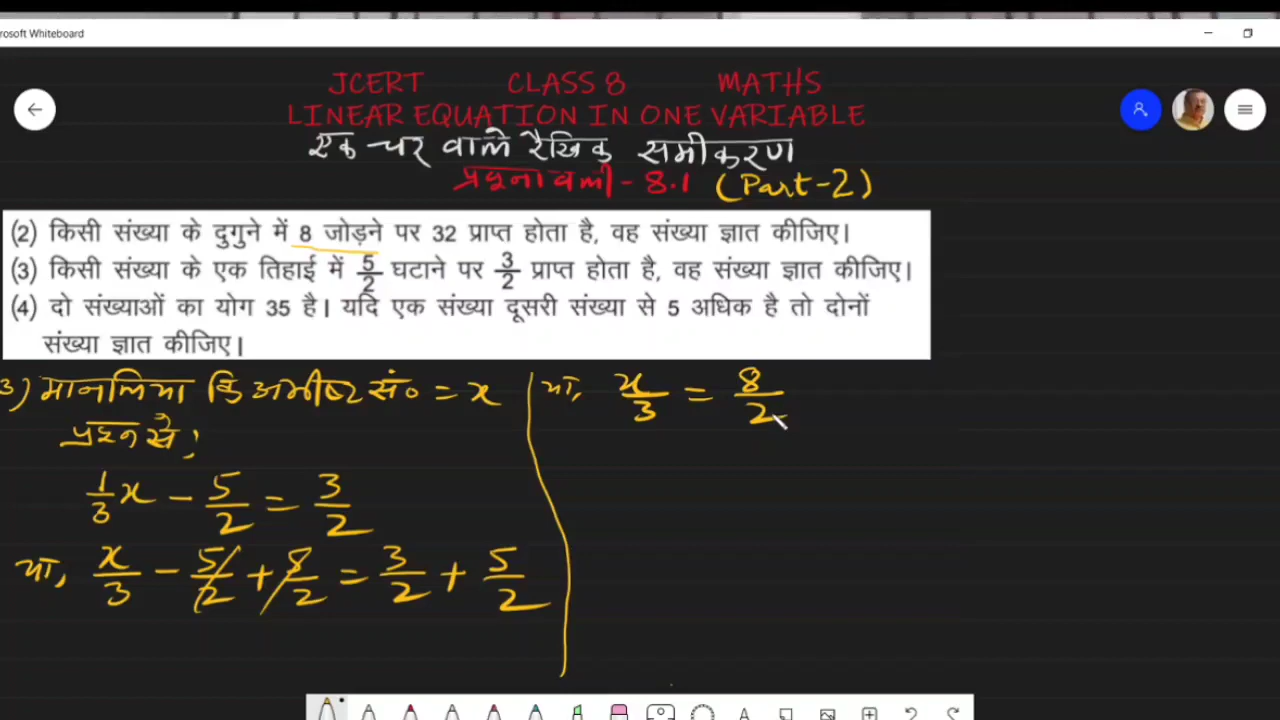 rosoft Whiteboard
JCERT CLASS 8 MATHS
LINEAR EQUATION IN ONE VARIABLE
एक चर वाले रैखिक समीकरण
प्रश्नावली - 8.1 (Part-2)
(2) किसी संख्या के दुगुने में 8 जोड़ने पर 32 प्राप्त होता है, वह संख्या ज्ञात कीजिए।
(3) किसी संख्या के एक तिहाई में 5/2 घटाने पर 3/2 प्राप्त होता है, वह संख्या ज्ञात कीजिए।
(4) दो संख्याओं का योग 35 है। यदि एक संख्या दूसरी संख्या से 5 अधिक है तो दोनों
संख्या ज्ञात कीजिए।
3) मानलिया कि अभीष्ट सं० = x
प्रश्न से,
1/3 x - 5/2 = 3/2
या, x/3 - 5/2 + 5/2 = 3/2 + 5/2
या, x/3 = 8/2